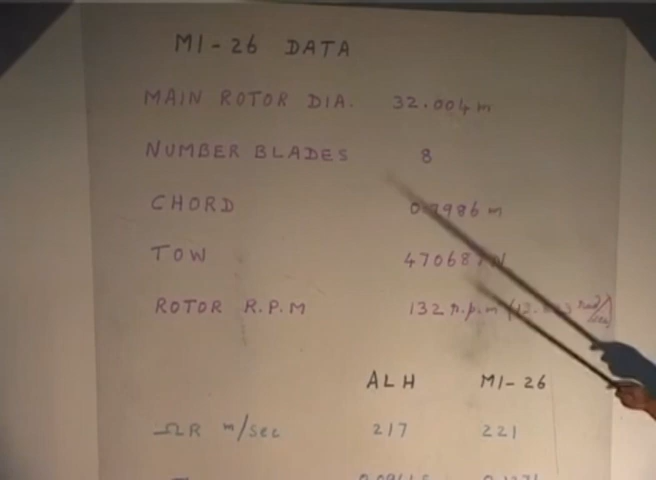 MI-26 DATA
MAIN ROTOR DIA. 32.004 m
NUMBER BLADES 8
CHORD m
TOW
ROTOR R.P.M 132 r.p.m
ALH MI-26
ΩR m/sec 217 221